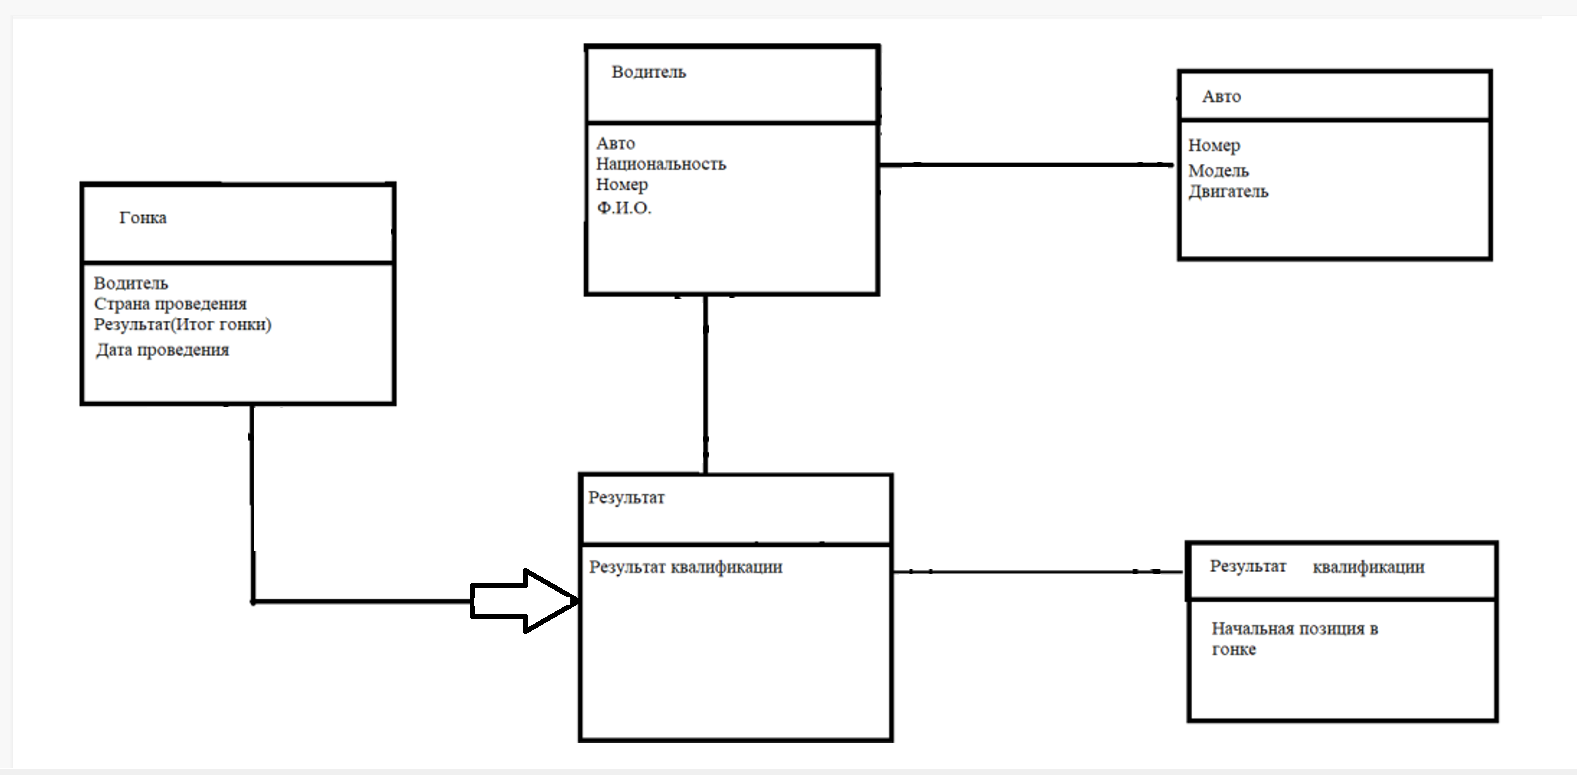 Водитель
Авто
Национальность
Номер
Ф.И.О.
Авто
Номер
Модель
Двигатель
Гонка
Водитель
Страна проведения
Результат(Итог гонки)
Дата проведения
Результат
Результат квалификации
Результат квалификации
Начальная позиция в
гонке